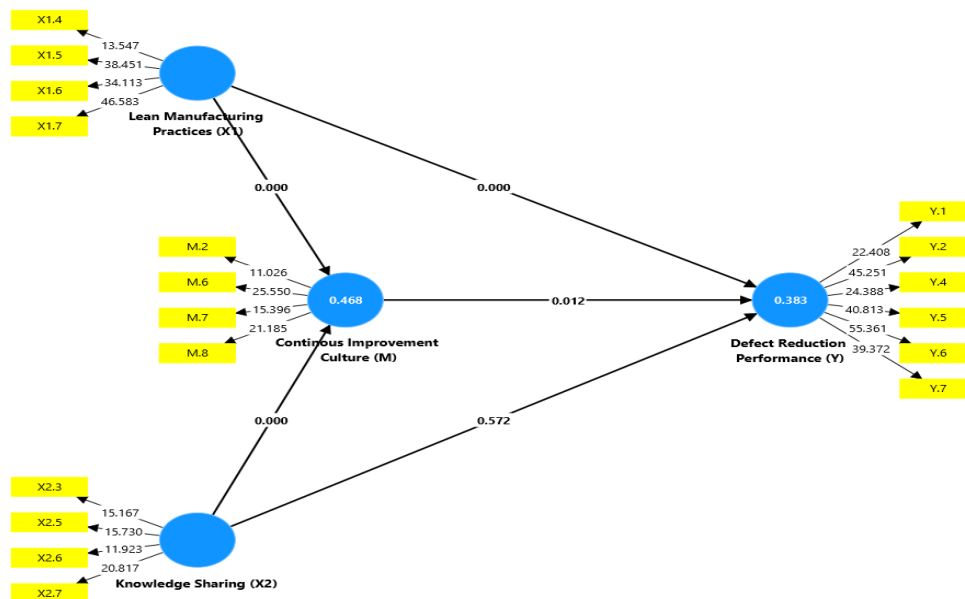 X1.4
13.547
X1.5
38.451
X1.6
34.113
46.583
X1.7
Lean Manufacturing
Practices (X1)
0.000
0.000
Y.1
22.408
Y.2
45.251
Y.4
24.388
Y.5
40.813
Y.6
55.361
39.372
Y.7
M.2
11.026
M.6
25.550
M.7
15.396
21.185
M.8
0.468
Continous Improvement
Culture (M)
0.012
0.383
Defect Reduction
Performance (Y)
0.000
0.572
X2.3
15.167
X2.5
15.730
X2.6
11.923
20.817
X2.7
Knowledge Sharing (X2)